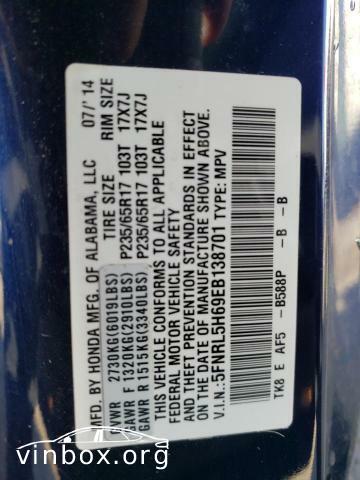 MFD. BY HONDA MFG. OF ALABAMA, LLC 07/'14
TIRE SIZE RIM SIZE
GVWR 2730KG(6019LBS)
GAWR F 1320KG(2910LBS) P235/65R17 103T 17X7J
GAWR R 1515KG(3340LBS) P235/65R17 103T 17X7J
THIS VEHICLE CONFORMS TO ALL APPLICABLE
FEDERAL MOTOR VEHICLE SAFETY
AND THEFT PREVENTION STANDARDS IN EFFECT
ON THE DATE OF MANUFACTURE SHOWN ABOVE.
V.I.N.: 5FNRL5H69EB138701 TYPE: MPV
TK8 E AF5 -B588P -B -B
vinbox.org